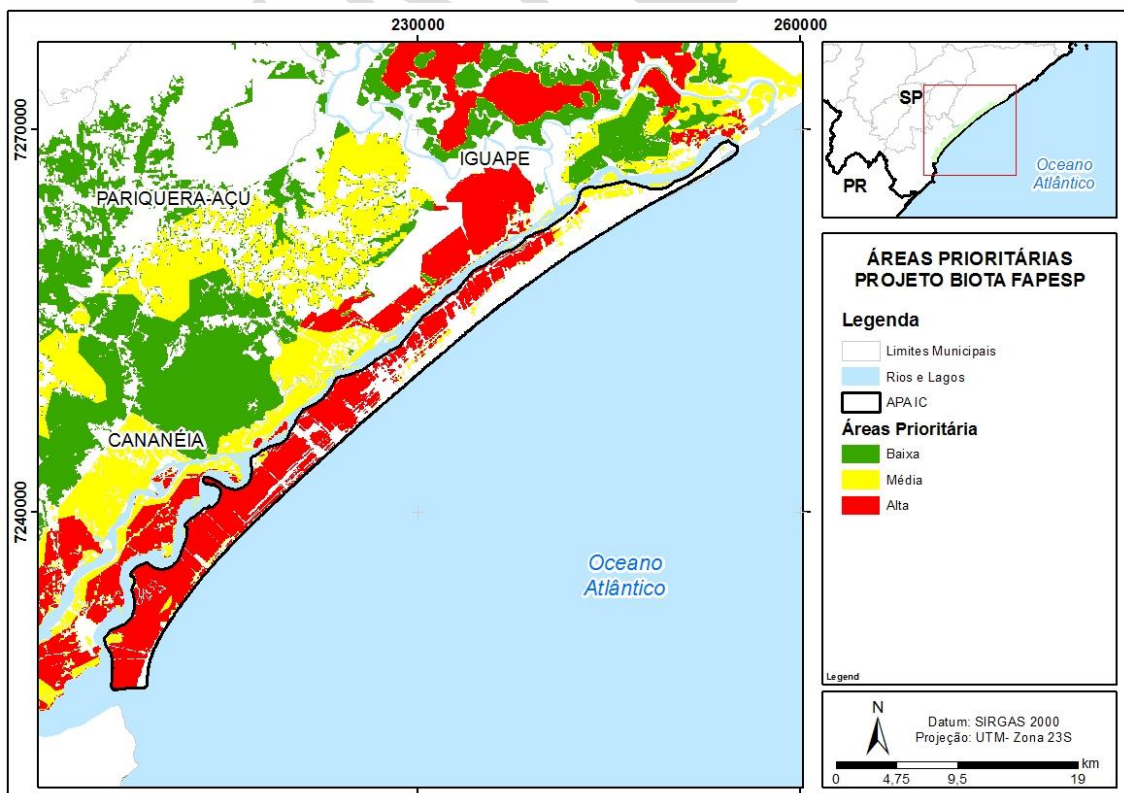 230000
260000
7270000
7240000
IGUAPE
PARIQUERA-AÇU
CANANÉIA
Oceano
Atlântico
SP
PR
Oceano
Atlântico
ÁREAS PRIORITÁRIAS
PROJETO BIOTA FAPESP
Legenda
Limites Municipais
Rios e Lagos
APAIC
Áreas Prioritária
Baixa
Média
Alta
Legend
N
Datum: SIRGAS 2000
Projeção: UTM- Zona 23S
km
0 4,75 9,5 19